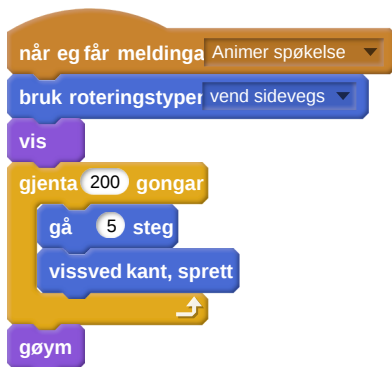 når eg får meldinga Animer spøkelse
bruk roteringstypen vend sidevegs
vis
gjenta 200 gongar
gå 5 steg
vissved kant, sprett
gøym